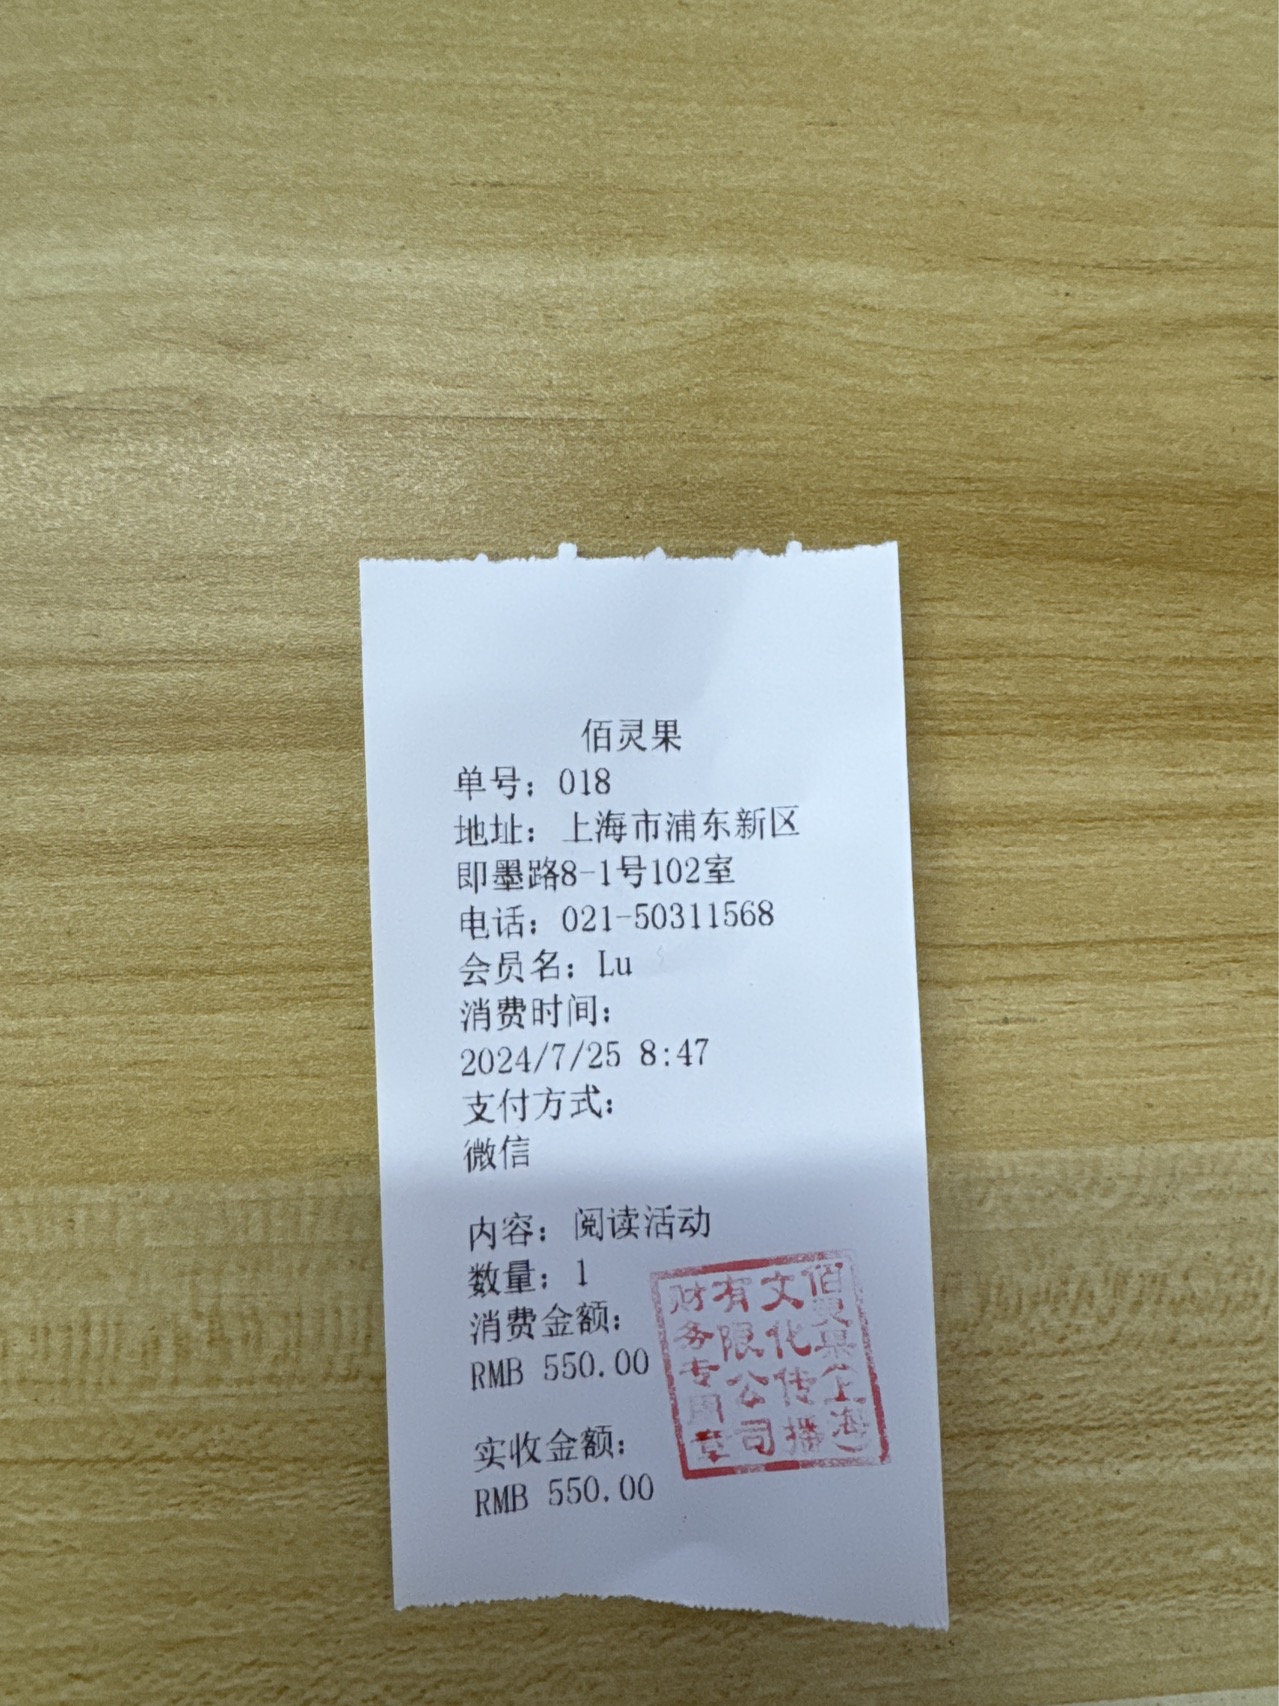 佰灵果
单号：018
地址：上海市浦东新区
即墨路8-1号102室
电话：021-50311568
会员名：Lu
消费时间：
2024/7/25 8:47
支付方式：
微信
内容：阅读活动
数量：1
消费金额：
RMB 550.00
实收金额：
RMB 550.00
佰灵果（上海）
文化传播
有限公司
财务专用章